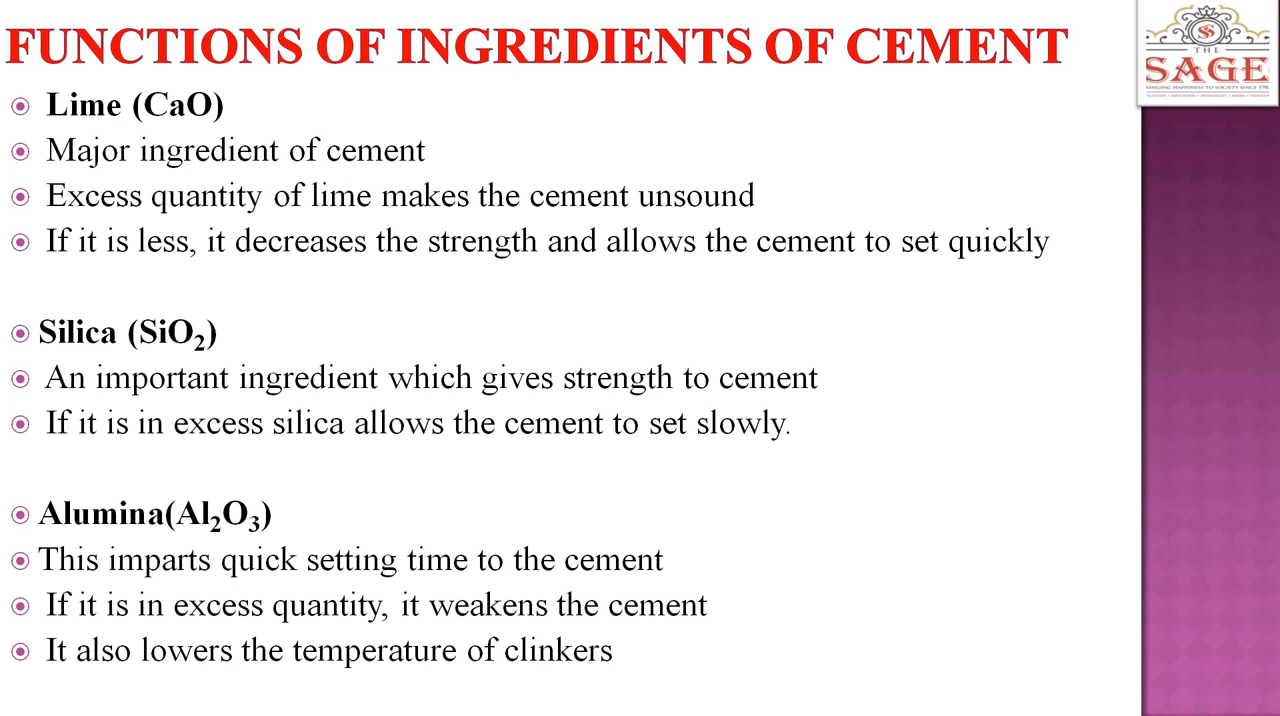 FUNCTIONS OF INGREDIENTS OF CEMENT
THE
SAGE
Lime (CaO)
Major ingredient of cement
Excess quantity of lime makes the cement unsound
If it is less, it decreases the strength and allows the cement to set quickly
Silica (SiO₂)
An important ingredient which gives strength to cement
If it is in excess silica allows the cement to set slowly.
Alumina(Al₂O₃)
This imparts quick setting time to the cement
If it is in excess quantity, it weakens the cement
It also lowers the temperature of clinkers